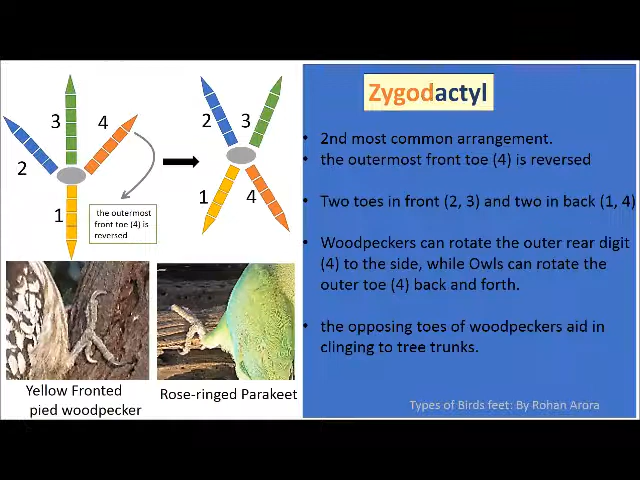 Zygodactyl
3
4
2
1
the outermost
front toe (4) is
reversed
2
3
1
4
Yellow Fronted
pied woodpecker
Rose-ringed Parakeet
• 2nd most common arrangement.
• the outermost front toe (4) is reversed
• Two toes in front (2, 3) and two in back (1, 4)
• Woodpeckers can rotate the outer rear digit
(4) to the side, while Owls can rotate the
outer toe (4) back and forth.
• the opposing toes of woodpeckers aid in
clinging to tree trunks.
Types of Birds feet: By Rohan Arora